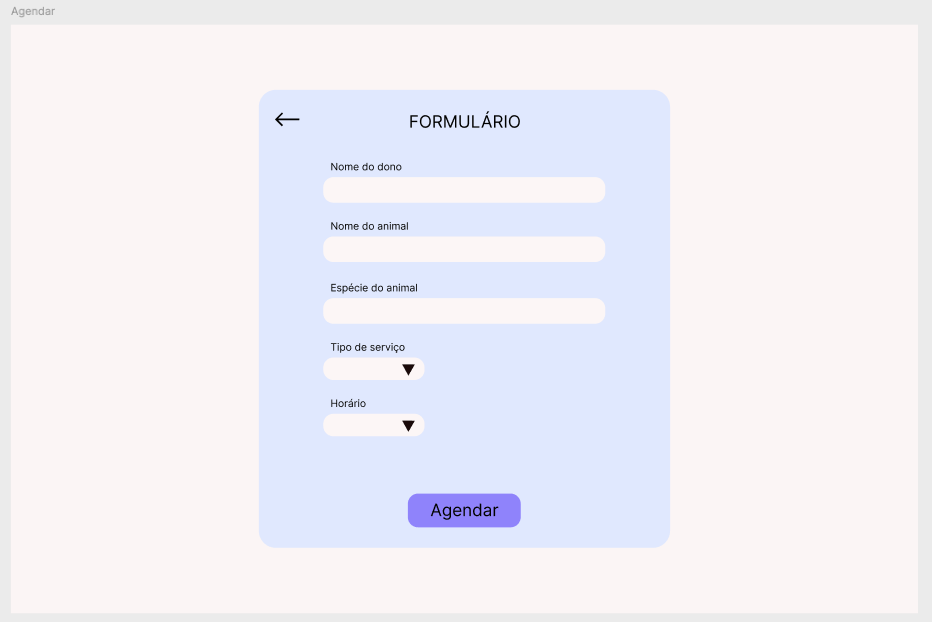 Agendar
FORMULÁRIO
Nome do dono
Nome do animal
Espécie do animal
Tipo de serviço
Horário
Agendar